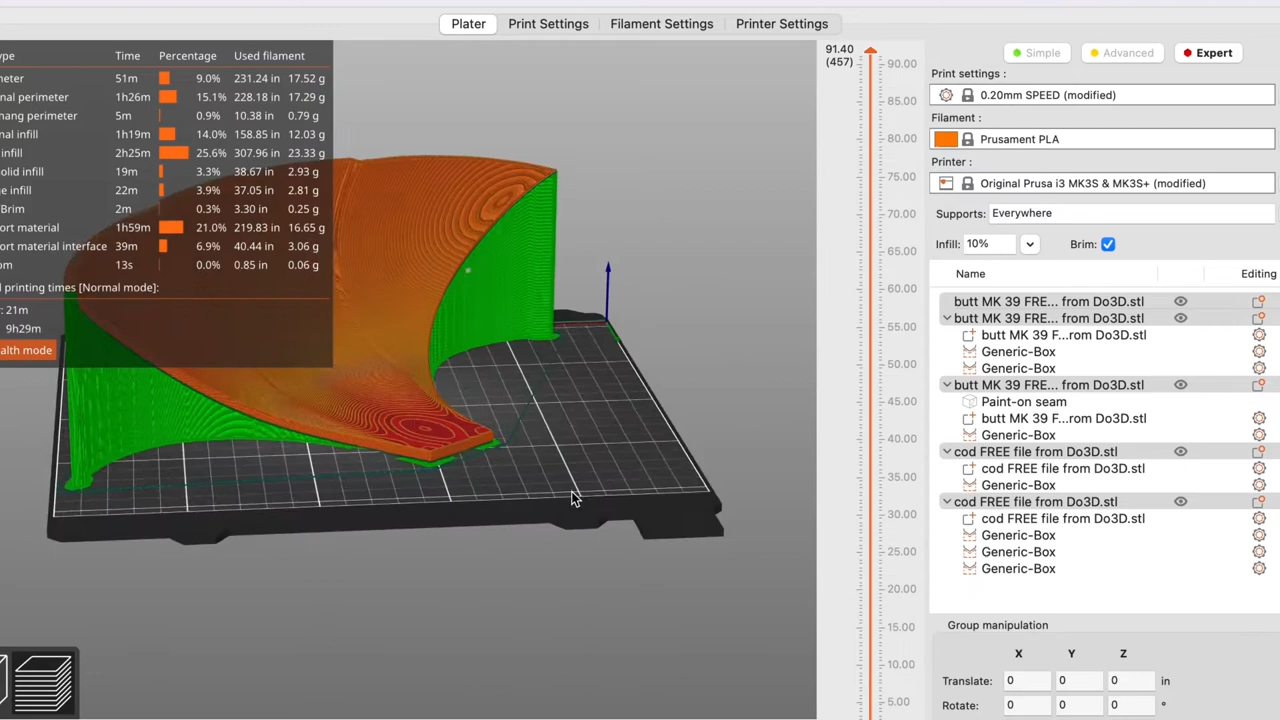 Plater Print Settings Filament Settings Printer Settings
ype Time Percentage Used filament
neter 51m 9.0% 231.24 in 17.52 g
nal perimeter 1h26m 15.1% 228.18 in 17.29 g
hang perimeter 5m 0.9% 10.38 in 0.79 g
nal infill 1h19m 14.0% 158.85 in 12.03 g
infill 2h25m 25.6% 307.96 in 23.33 g
olid infill 19m 3.3% 38.67 in 2.93 g
ge infill 22m 3.9% 37.05 in 2.81 g
/Brim 2m 0.3% 3.30 in 0.25 g
ort material 1h59m 21.0% 219.83 in 16.65 g
ort material interface 39m 6.9% 40.44 in 3.06 g
om 13s 0.0% 0.85 in 0.06 g
l printing times [Normal mode]:
: 21m
9h29m
ealth mode
91.40
(457)
90.00
85.00
80.00
75.00
70.00
65.00
60.00
55.00
50.00
45.00
40.00
35.00
30.00
25.00
20.00
15.00
10.00
5.00
Simple Advanced Expert
Print settings :
0.20mm SPEED (modified)
Filament :
Prusament PLA
Printer :
Original Prusa i3 MK3S & MK3S+ (modified)
Supports: Everywhere
Infill: 10% Brim:
Name Editing
butt MK 39 FRE... from Do3D.stl
butt MK 39 FRE... from Do3D.stl
butt MK 39 F...rom Do3D.stl
Generic-Box
Generic-Box
butt MK 39 FRE... from Do3D.stl
Paint-on seam
butt MK 39 F...rom Do3D.stl
Generic-Box
cod FREE file from Do3D.stl
cod FREE file from Do3D.stl
Generic-Box
cod FREE file from Do3D.stl
cod FREE file from Do3D.stl
Generic-Box
Generic-Box
Generic-Box
Group manipulation
X Y Z
Translate: 0 0 0 in
Rotate: 0 0 0 °